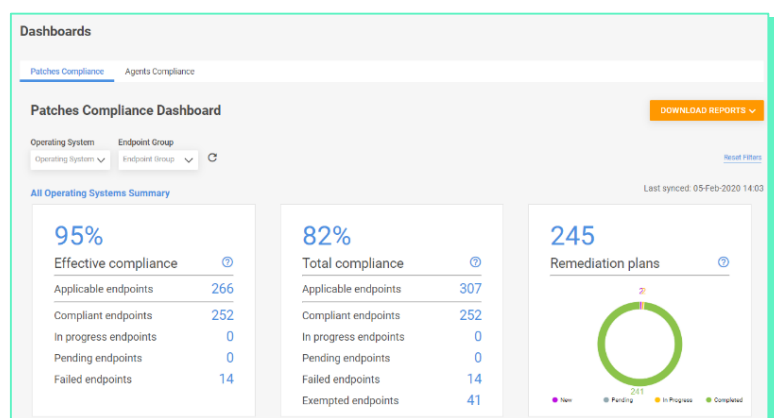 Dashboards
Patches Compliance Agents Compliance
Patches Compliance Dashboard
DOWNLOAD REPORTS
Operating System Endpoint Group
Operating System Endpoint Group
Reset Filters
All Operating Systems Summary
Last synced: 05-Feb-2020 14:03
95%
Effective compliance
Applicable endpoints 266
Compliant endpoints 252
In progress endpoints 0
Pending endpoints 0
Failed endpoints 14
82%
Total compliance
Applicable endpoints 307
Compliant endpoints 252
In progress endpoints 0
Pending endpoints 0
Failed endpoints 14
Exempted endpoints 41
245
Remediation plans
241
New Pending In Progress Completed